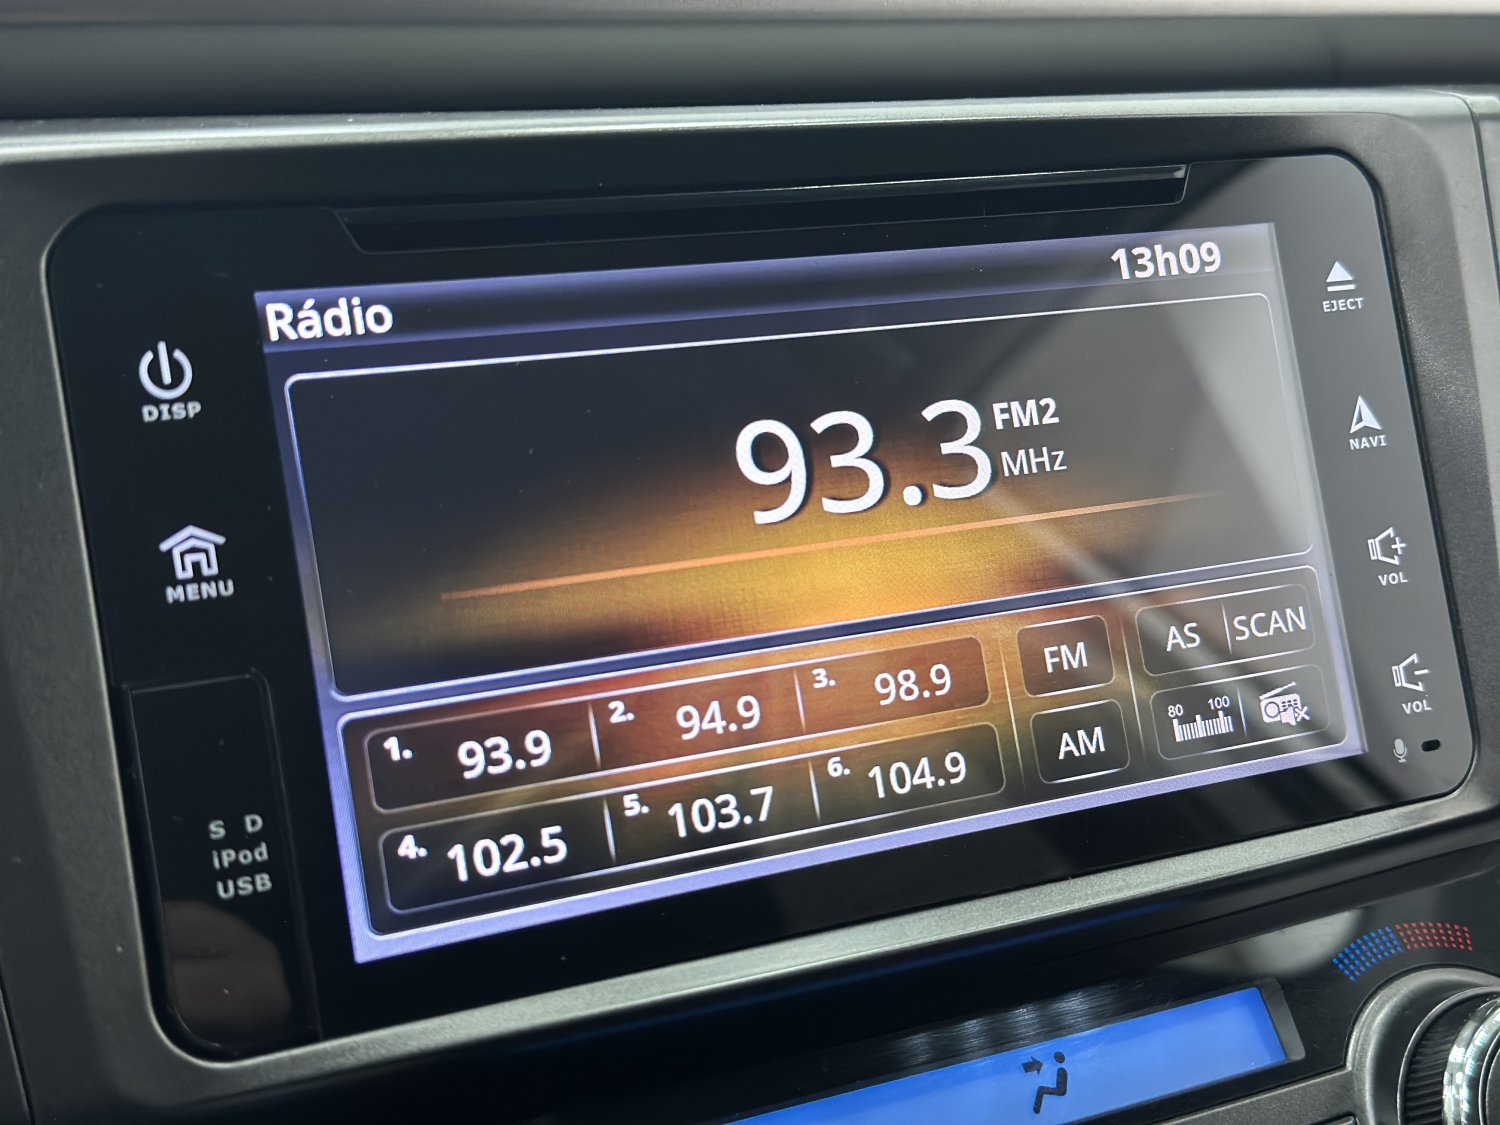 Rádio 13h09
93.3 FM2
MHz
1. 93.9 2. 94.9 3. 98.9
4. 102.5 5. 103.7 6. 104.9
FM
AM
AS SCAN
80 100
DISP
MENU
S D
iPod
USB
EJECT
NAVI
VOL
VOL